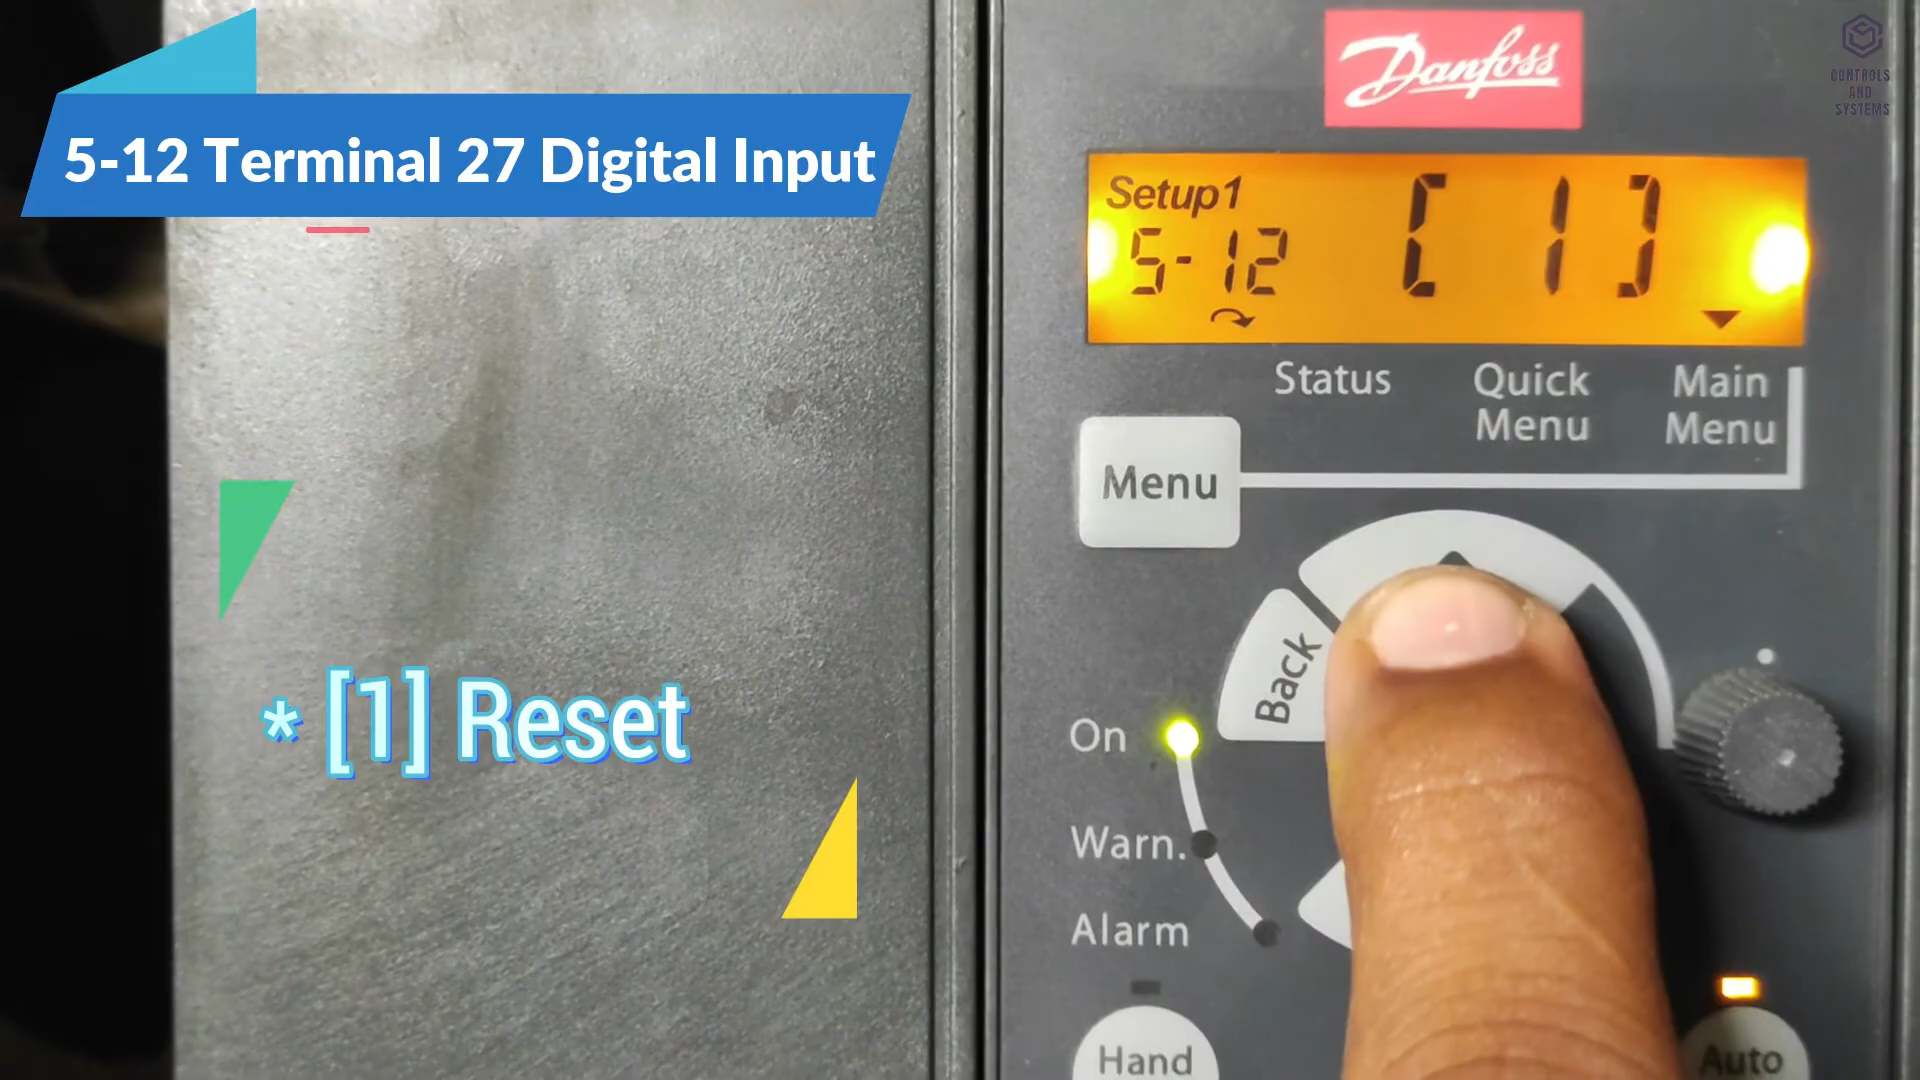 5-12 Terminal 27 Digital Input
* [1] Reset
Danfoss
CONTROLS
AND
SYSTEMS
Setup1
5-12 [ 1 ]
Status
Quick
Menu
Main
Menu
Menu
Back
On
Warn.
Alarm
Hand
Auto